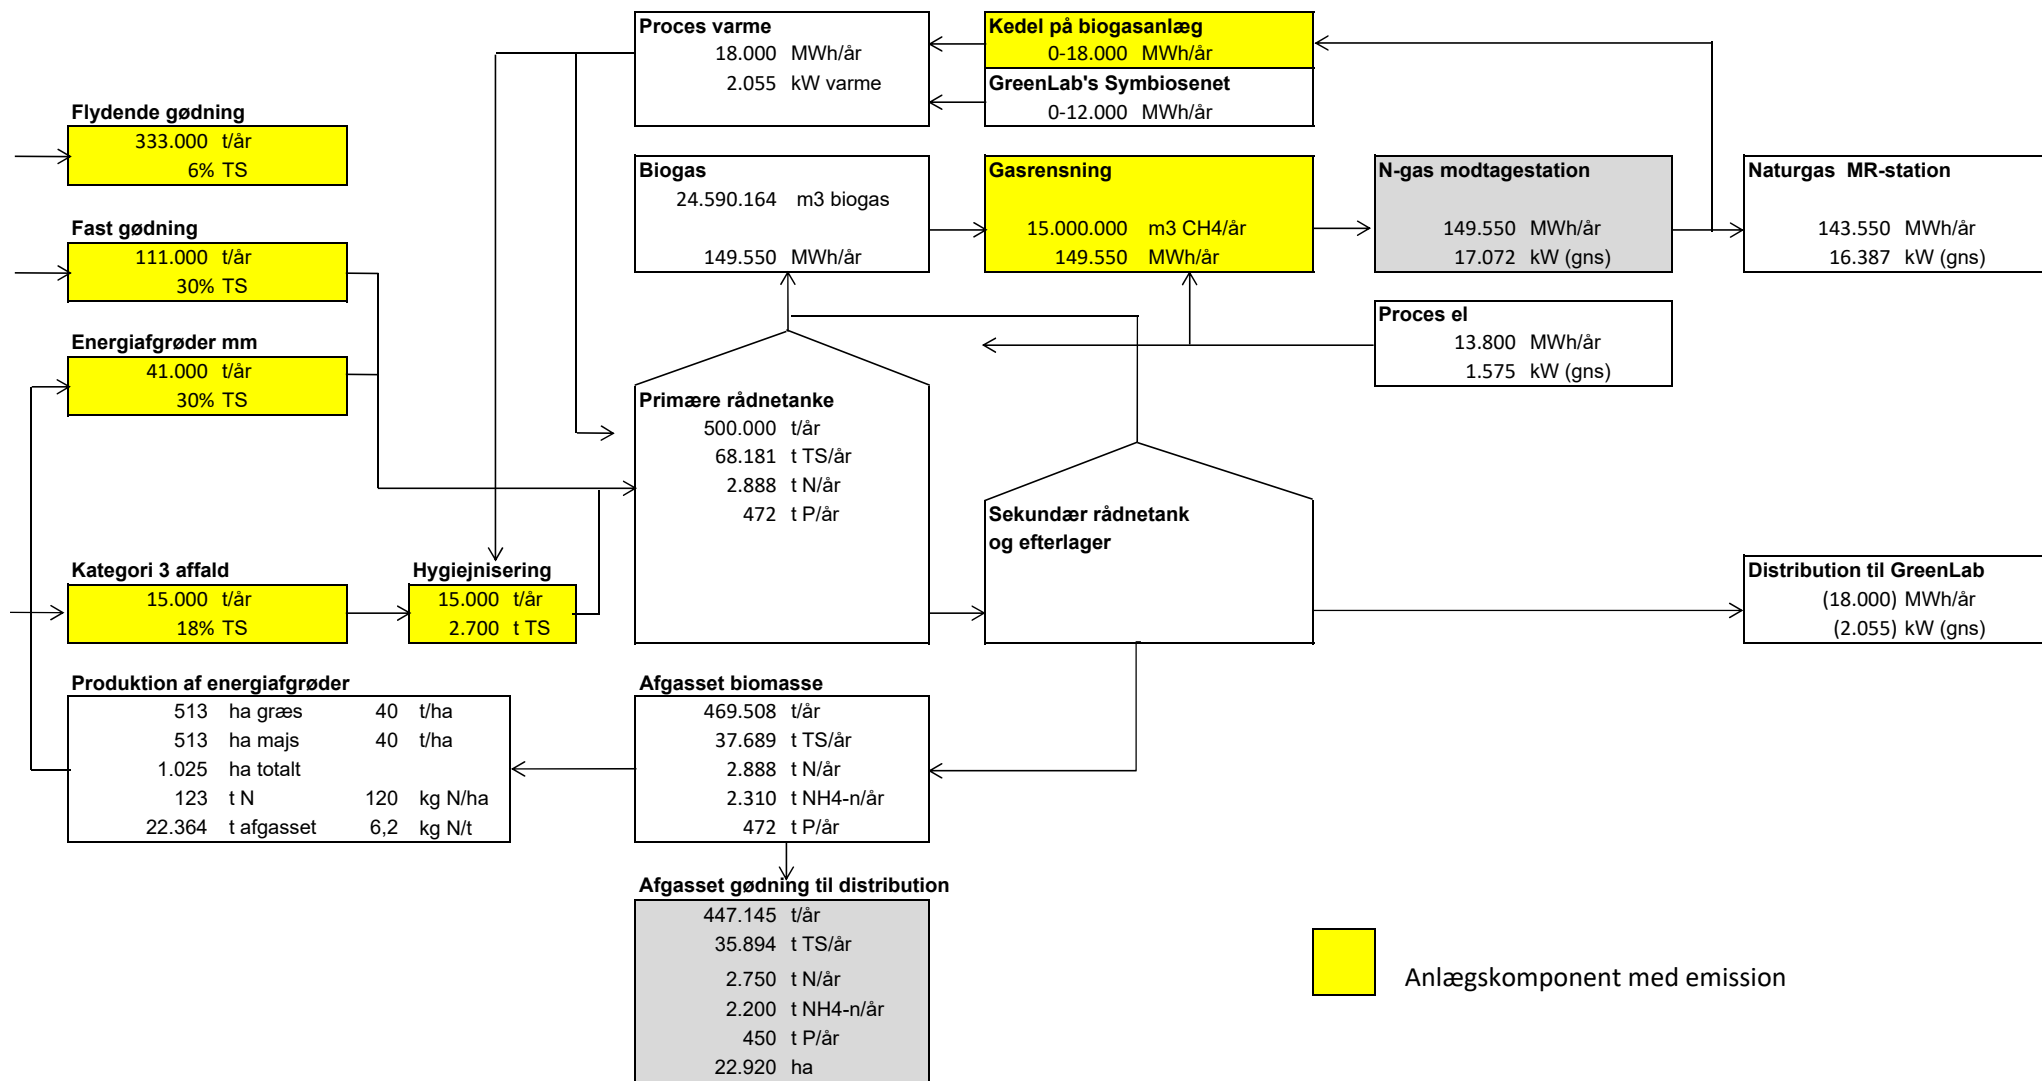 Proces varme
18.000 MWh/år
2.055 kW varme
Kedel på biogasanlæg
0-18.000 MWh/år
GreenLab's Symbiosenet
0-12.000 MWh/år
Flydende gødning
333.000 t/år
6% TS
Biogas
24.590.164 m3 biogas
149.550 MWh/år
Gasrensning
15.000.000 m3 CH4/år
149.550 MWh/år
N-gas modtagestation
149.550 MWh/år
17.072 kW (gns)
Naturgas MR-station
143.550 MWh/år
16.387 kW (gns)
Fast gødning
111.000 t/år
30% TS
Proces el
13.800 MWh/år
1.575 kW (gns)
Energiafgrøder mm
41.000 t/år
30% TS
Primære rådnetanke
500.000 t/år
68.181 t TS/år
2.888 t N/år
472 t P/år
Sekundær rådnetank
og efterlager
Kategori 3 affald
15.000 t/år
18% TS
Hygiejnisering
15.000 t/år
2.700 t TS
Distribution til GreenLab
(18.000) MWh/år
(2.055) kW (gns)
Produktion af energiafgrøder
513 ha græs 40 t/ha
513 ha majs 40 t/ha
1.025 ha totalt
123 t N 120 kg N/ha
22.364 t afgasset 6,2 kg N/t
Afgasset biomasse
469.508 t/år
37.689 t TS/år
2.888 t N/år
2.310 t NH4-n/år
472 t P/år
Afgasset gødning til distribution
447.145 t/år
35.894 t TS/år
2.750 t N/år
2.200 t NH4-n/år
450 t P/år
22.920 ha
Anlægskomponent med emission